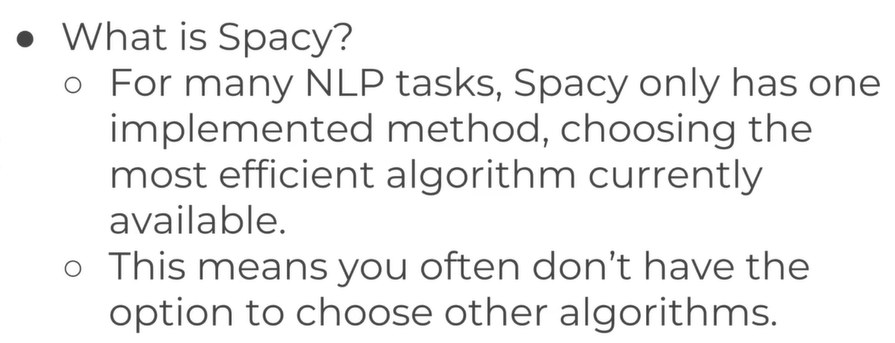 ● What is Spacy?
○ For many NLP tasks, Spacy only has one
implemented method, choosing the
most efficient algorithm currently
available.
○ This means you often don’t have the
option to choose other algorithms.